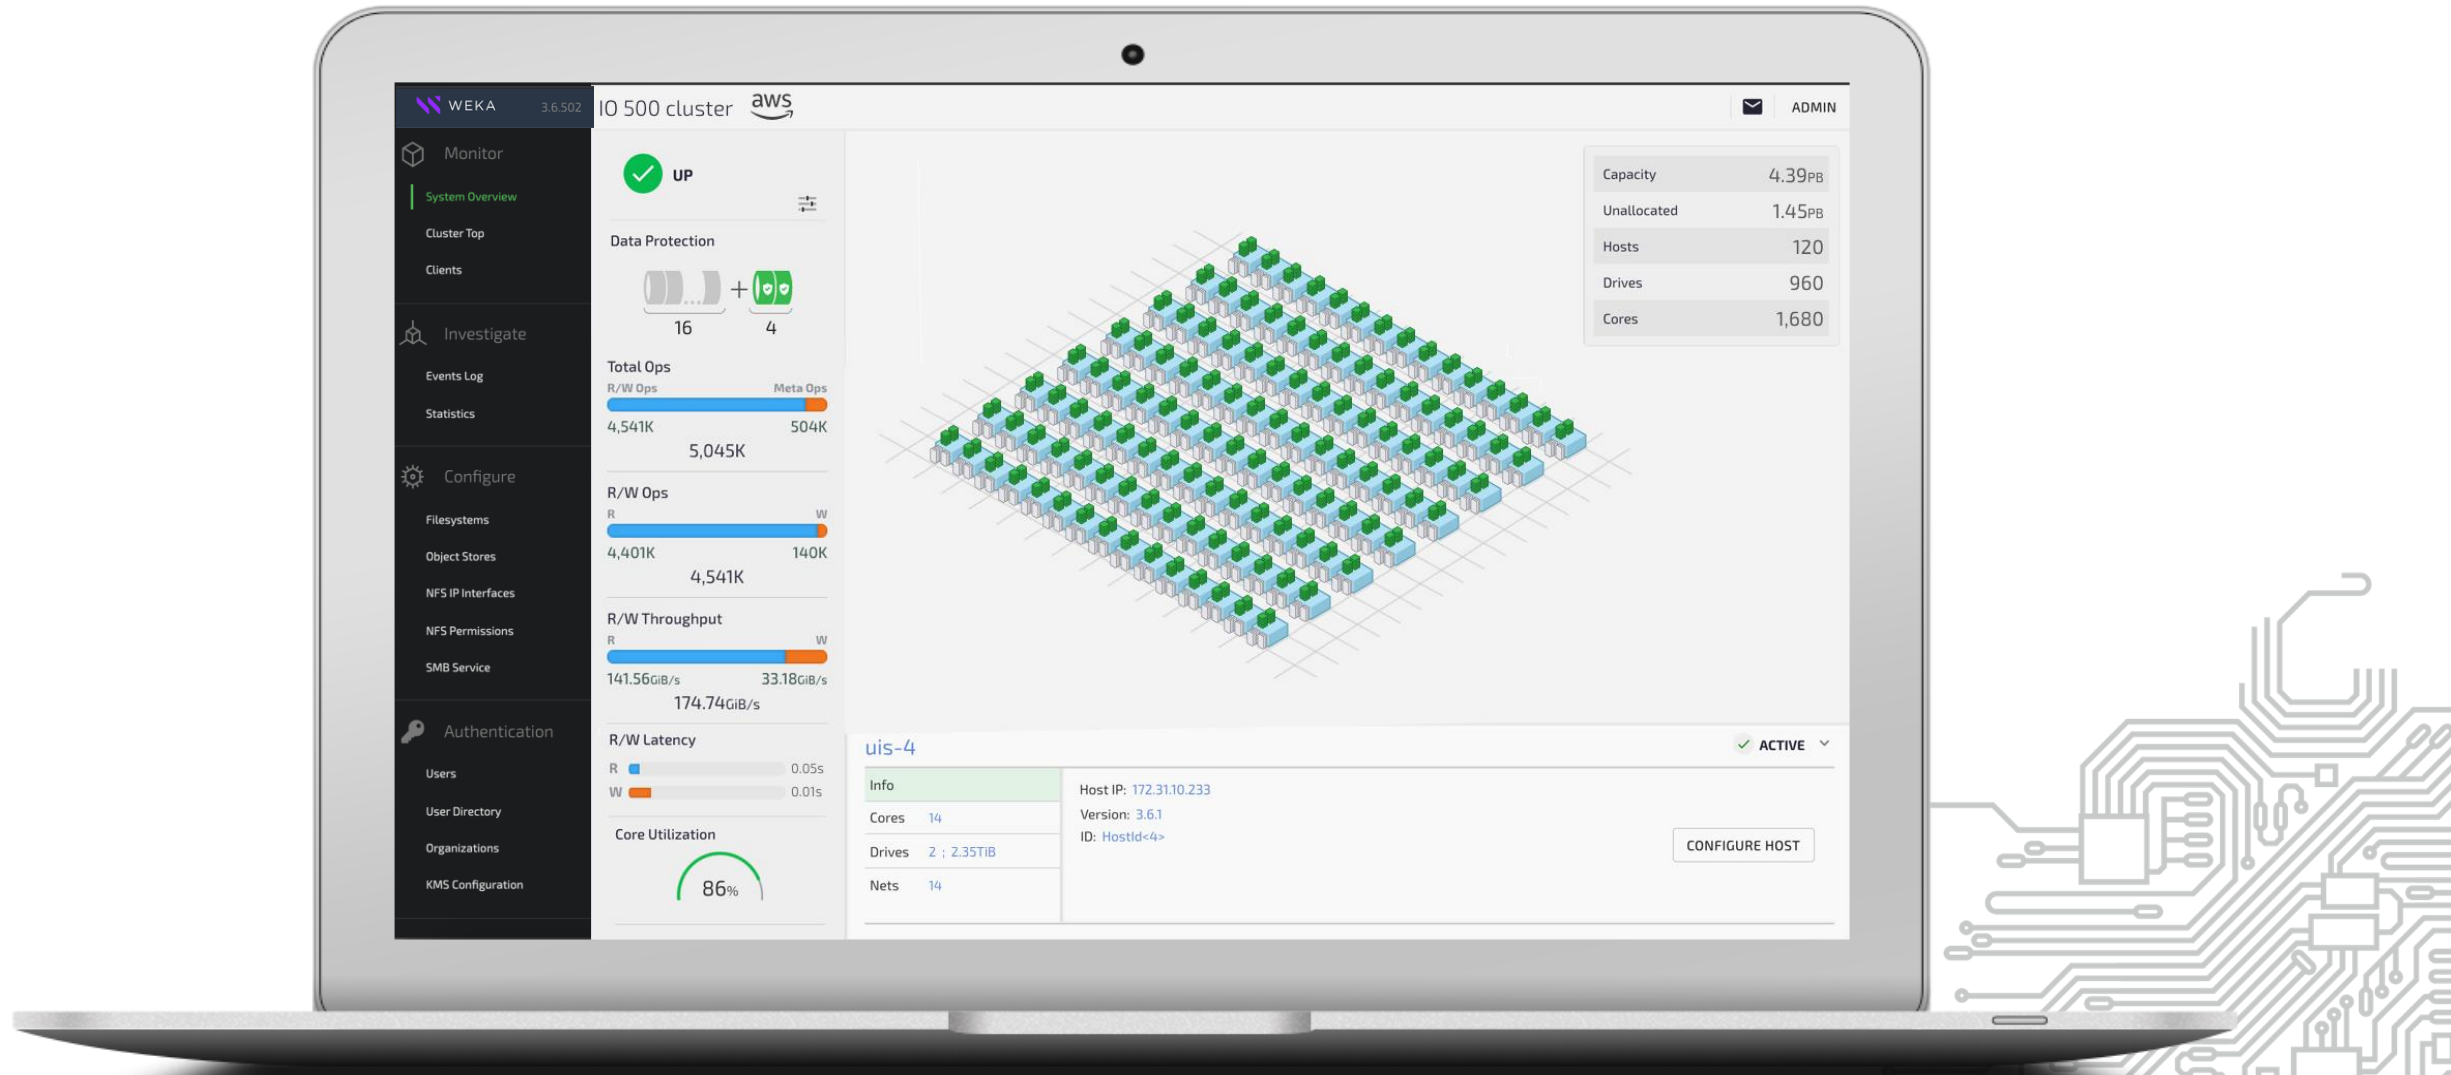 WEKA 3.6.502
IO 500 cluster aws
ADMIN
Monitor
System Overview
Cluster Top
Clients
Investigate
Events Log
Statistics
Configure
Filesystems
Object Stores
NFS IP Interfaces
NFS Permissions
SMB Service
Authentication
Users
User Directory
Organizations
KMS Configuration
UP
Data Protection
... +
16 4
Total Ops
R/W Ops Meta Ops
4,541K 504K
5,045K
R/W Ops
R W
4,401K 140K
4,541K
R/W Throughput
R W
141.56GiB/s 33.18GiB/s
174.74GiB/s
R/W Latency
R 0.05s
W 0.01s
Core Utilization
86%
Capacity 4.39PB
Unallocated 1.45PB
Hosts 120
Drives 960
Cores 1,680
uis-4
ACTIVE
Info
Cores 14
Drives 2 ; 2.35TiB
Nets 14
Host IP: 172.31.10.233
Version: 3.6.1
ID: HostId<4>
CONFIGURE HOST